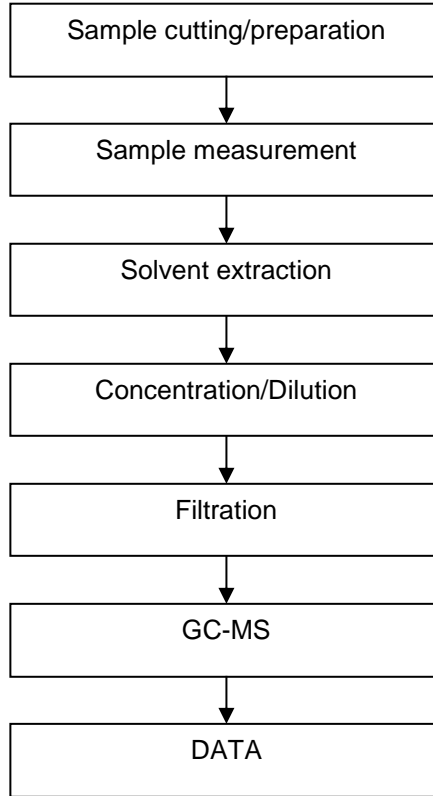 Sample cutting/preparation
Sample measurement
Solvent extraction
Concentration/Dilution
Filtration
GC-MS
DATA